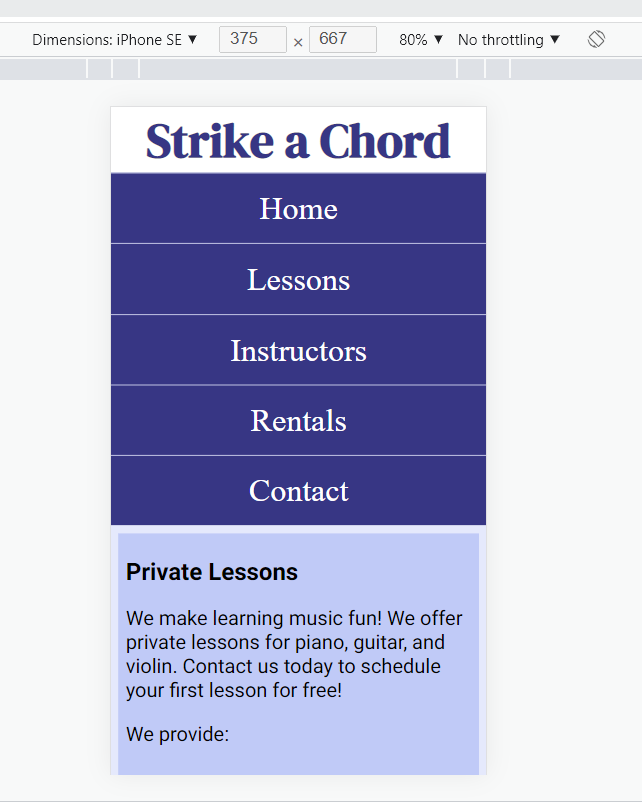 Dimensions: iPhone SE ▼ 375 × 667 80% ▼ No throttling ▼
Strike a Chord
Home
Lessons
Instructors
Rentals
Contact
Private Lessons
We make learning music fun! We offer
private lessons for piano, guitar, and
violin. Contact us today to schedule
your first lesson for free!
We provide: